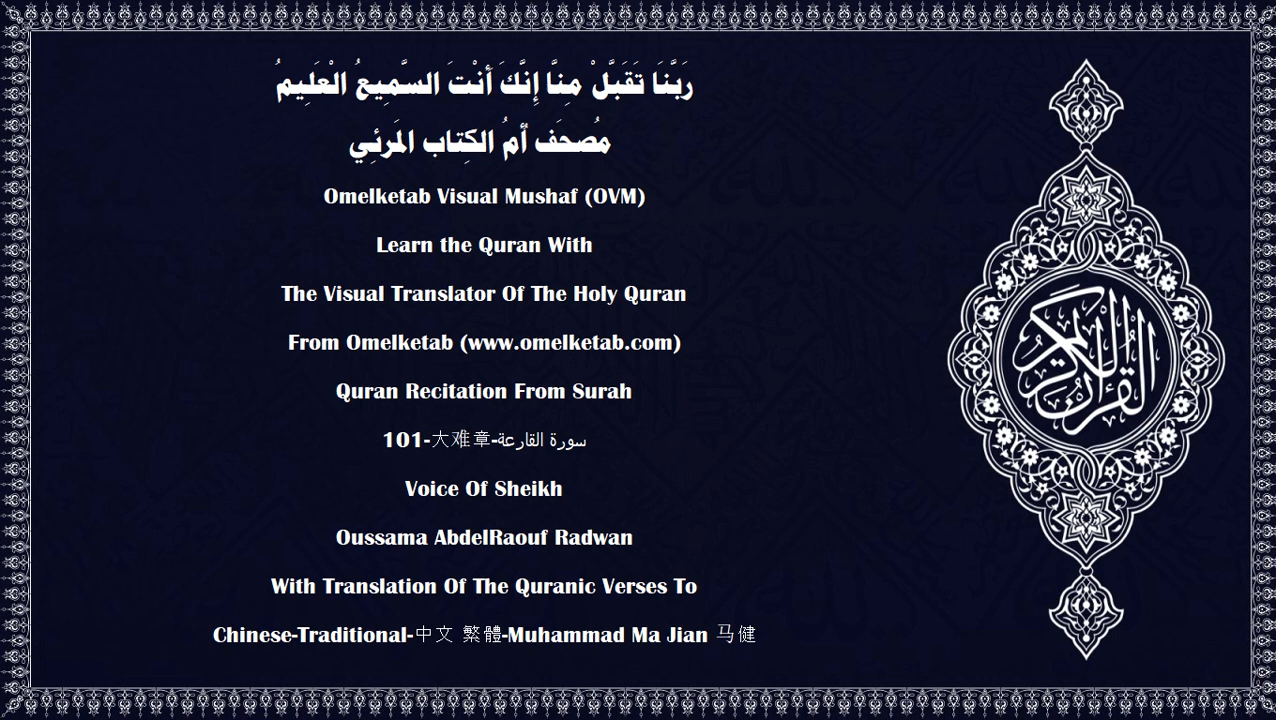 رَبَّنَا تَقَبَّلْ مِنَّا إِنَّكَ أَنْتَ السَّمِيعُ الْعَلِيمُ
مُصحَف أمُ الكِتاب المَرئِي
Omelketab Visual Mushaf (OVM)
Learn the Quran With
The Visual Translator Of The Holy Quran
From Omelketab (www.omelketab.com)
Quran Recitation From Surah
101-大难章-سورة القارعة
Voice Of Sheikh
Oussama AbdelRaouf Radwan
With Translation Of The Quranic Verses To
Chinese-Traditional-中文 繁體-Muhammad Ma Jian 马健
القرآن الكريم